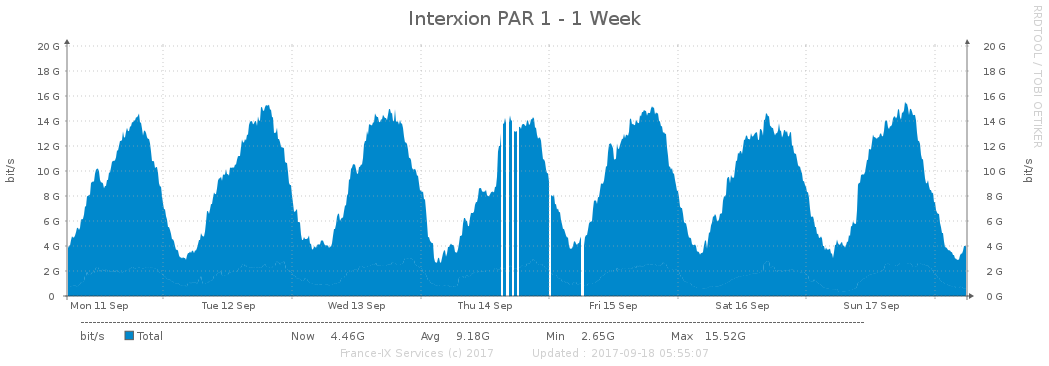 Interxion PAR 1 - 1 Week
RRDTOOL / TOBI OETIKER
bit/s
20 G 20 G
18 G 18 G
16 G 16 G
14 G 14 G
12 G 12 G
10 G 10 G
8 G 8 G
6 G 6 G
4 G 4 G
2 G 2 G
0 0 G
bit/s
Mon 11 Sep Tue 12 Sep Wed 13 Sep Thu 14 Sep Fri 15 Sep Sat 16 Sep Sun 17 Sep
bit/s Total Now 4.46G Avg 9.18G Min 2.65G Max 15.52G
France-IX Services (c) 2017 Updated : 2017-09-18 05:55:07